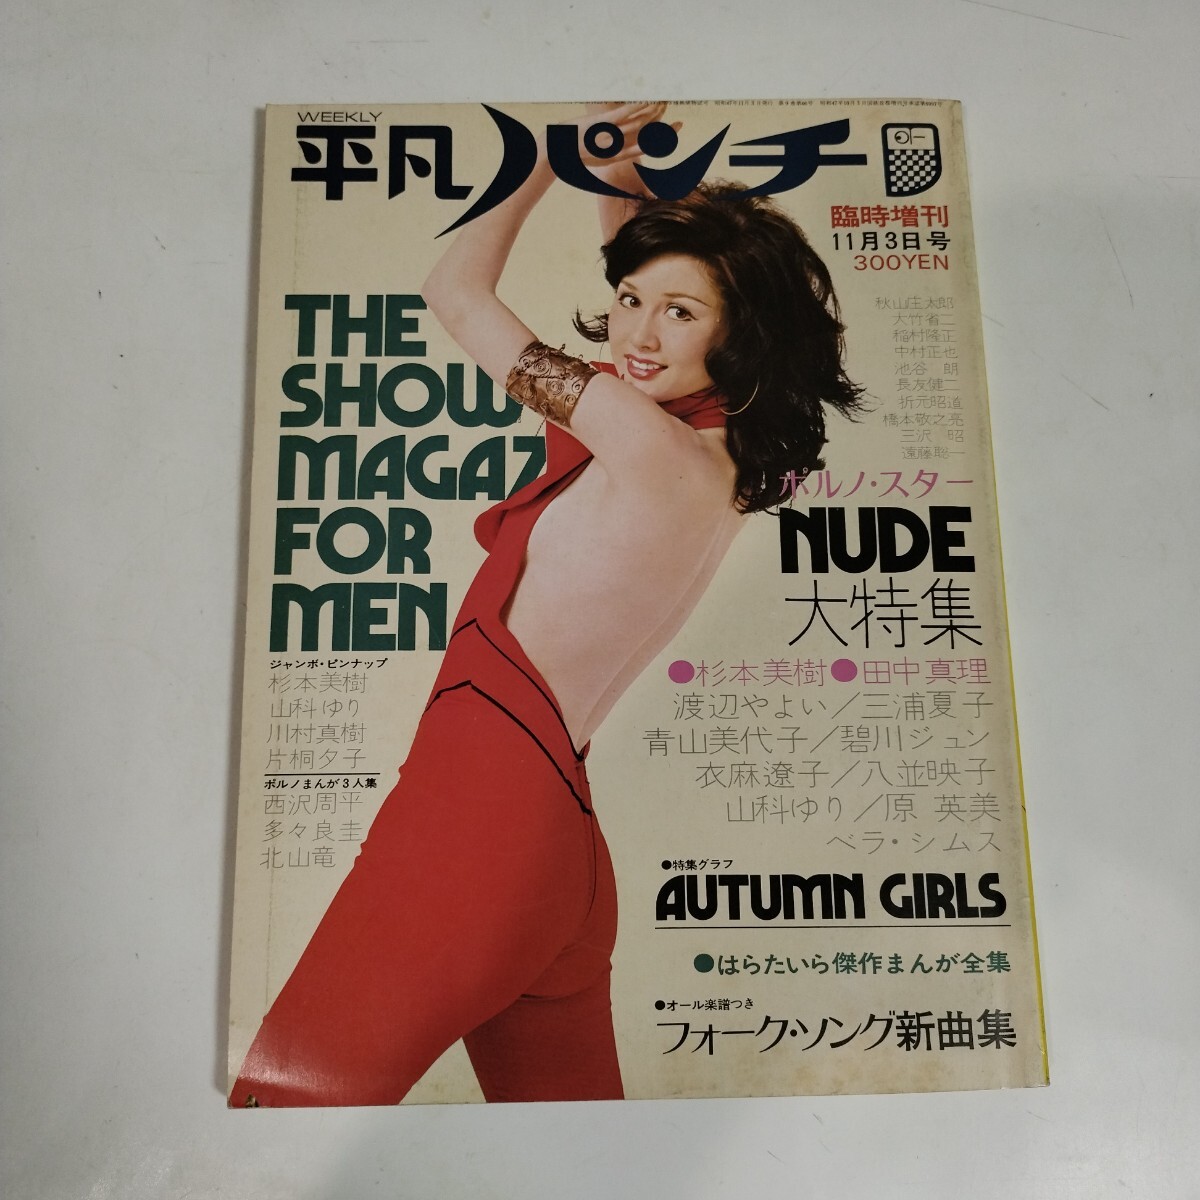 WEEKLY
平凡パンチ
臨時増刊
11月3日号
300YEN
THE
SHOW
MAGAZ
FOR
MEN
秋山庄太郎
大竹省二
稲村隆正
中村正也
池谷 朗
長友健二
折元昭道
橋本敬之亮
三沢 昭
遠藤聡一
ポルノ・スター
NUDE
大特集
●杉本美樹●田中真理
渡辺やよい/三浦夏子
青山美代子/碧川ジュン
衣麻遼子/八並映子
山科ゆり/原 英美
ベラ・シムス
ジャンボ・ピンナップ
杉本美樹
山科ゆり
川村真樹
片桐夕子
ポルノまんが3人集
西沢周平
多々良圭
北山竜
●特集グラフ
AUTUMN GIRLS
●はらたいら傑作まんが全集
●オール楽譜つき
フォーク・ソング新曲集